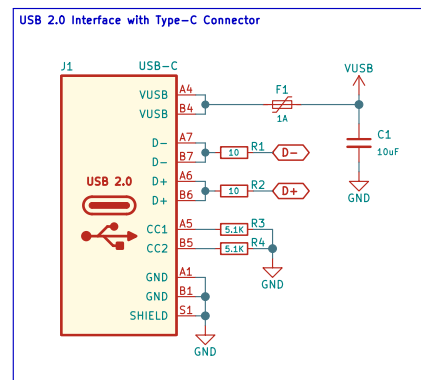 USB 2.0 Interface with Type-C Connector
J1 USB-C
VUSB A4
VUSB B4
F1
1A
VUSB
C1
10uF
GND
D- A7
D- B7
10 R1 D-
USB 2.0
D+ A6
D+ B6
10 R2 D+
CC1 A5 5.1K R3
CC2 B5 5.1K R4
GND
GND A1
GND B1
SHIELD S1
GND